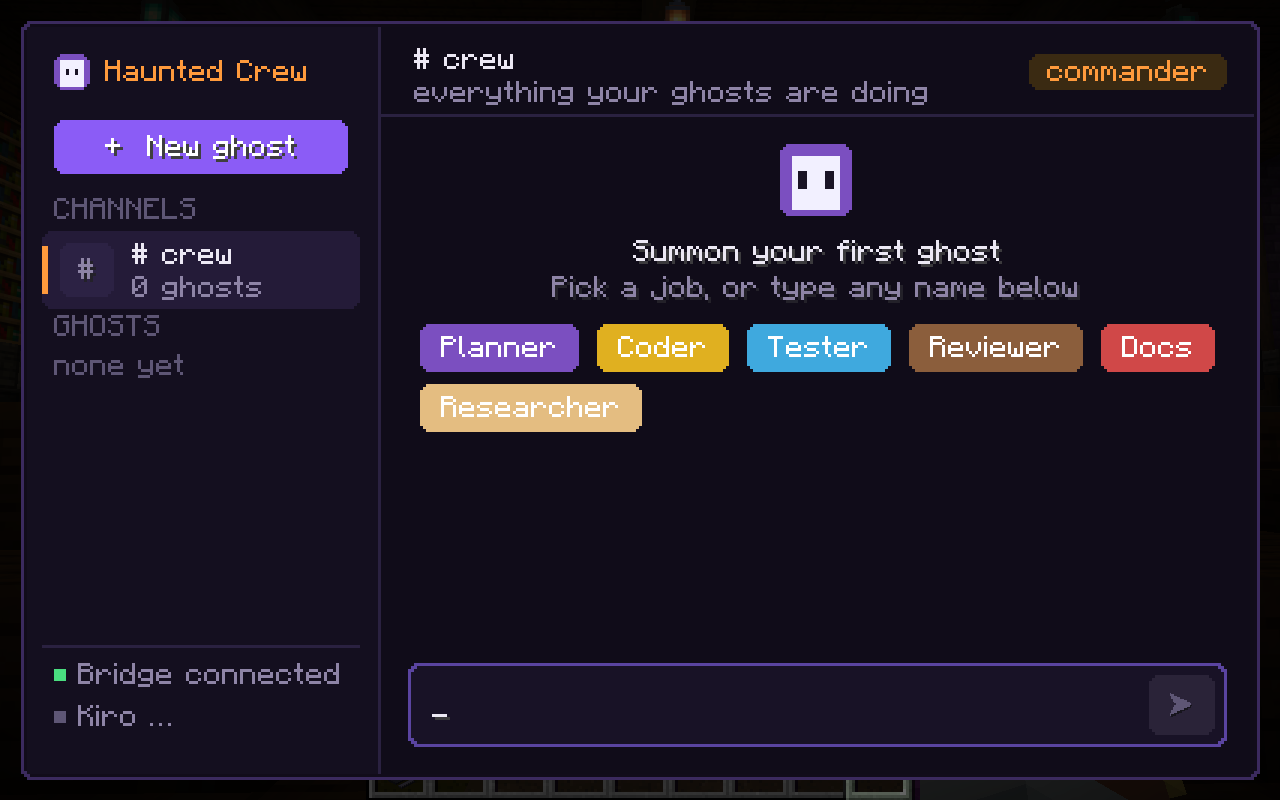 Haunted Crew
+ New ghost
CHANNELS
#
# crew
0 ghosts
GHOSTS
none yet
Bridge connected
Kiro ...
# crew
everything your ghosts are doing
commander
Summon your first ghost
Pick a job, or type any name below
Planner
Coder
Tester
Reviewer
Docs
Researcher
_